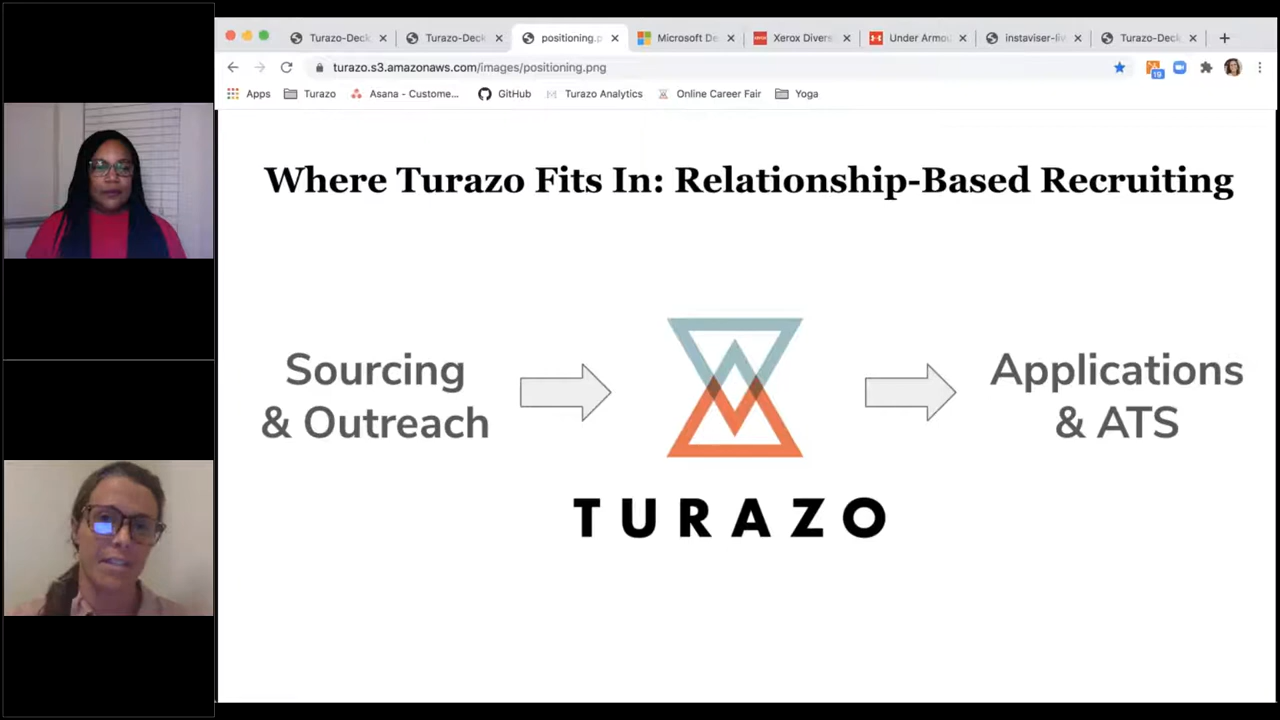 Turazo-Deck
Turazo-Deck
positioning.p
Microsoft De
Xerox Divers
Under Armou
instaviser-liv
Turazo-Deck
turazo.s3.amazonaws.com/images/positioning.png
19
Apps
Turazo
Asana - Custome...
GitHub
Turazo Analytics
Online Career Fair
Yoga
Where Turazo Fits In: Relationship-Based Recruiting
Sourcing
& Outreach
Applications
& ATS
TURAZO